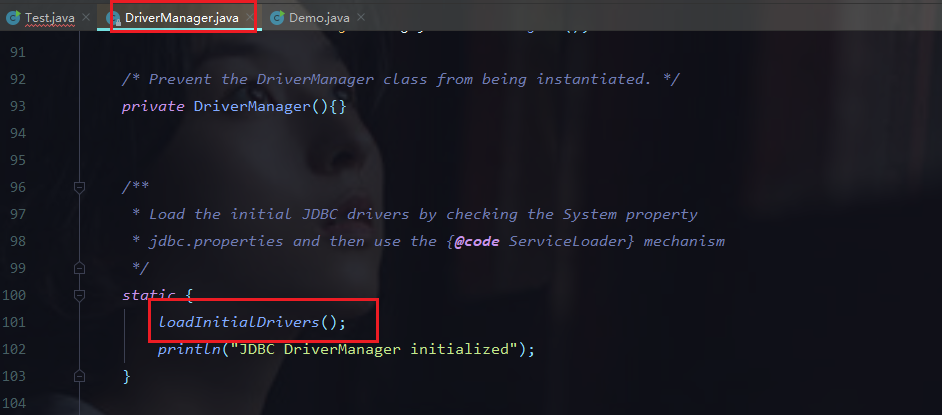 Test.java DriverManager.java Demo.java
91
92 /* Prevent the DriverManager class from being instantiated. */
93 private DriverManager(){}
94
95
96 /**
97 * Load the initial JDBC drivers by checking the System property
98 * jdbc.properties and then use the {@code ServiceLoader} mechanism
99 */
100 static {
101 loadInitialDrivers();
102 println("JDBC DriverManager initialized");
103 }
104